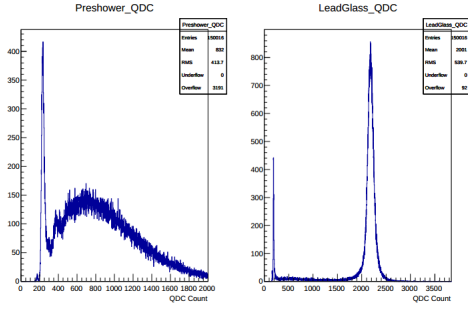 Preshower_QDC
Preshower_QDC
Entries 150016
Mean 832
RMS 413.7
Underflow 0
Overflow 3191
400
350
300
250
200
150
100
50
0
0 200 400 600 800 1000 1200 1400 1600 1800 2000
QDC Count
LeadGlass_QDC
LeadGlass_QDC
Entries 150016
Mean 2001
RMS 539.7
Underflow 0
Overflow 92
800
700
600
500
400
300
200
100
0
0 500 1000 1500 2000 2500 3000 3500
QDC Count